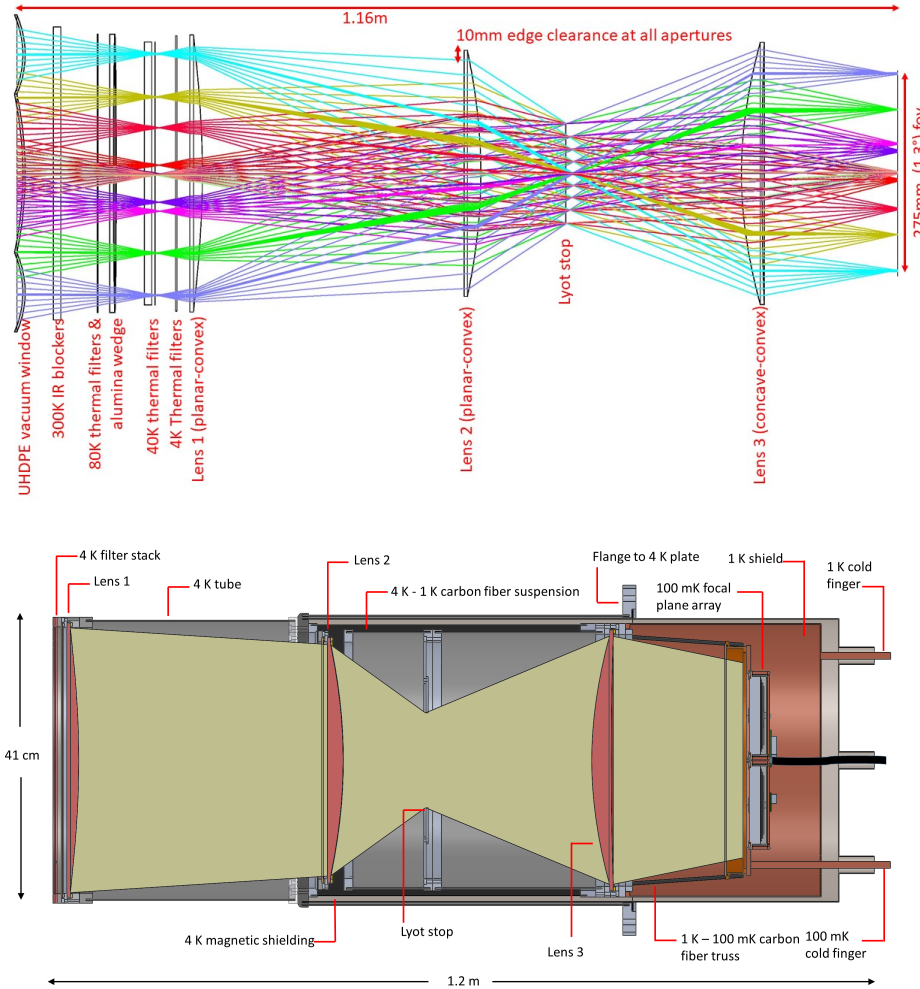 1.16m
10mm edge clearance at all apertures
275mm (1.3°) fov
UHDPE vacuum window
300K IR blockers
80K thermal filters &
alumina wedge
40K thermal filters
4K Thermal filters
Lens 1 (planar-convex)
Lens 2 (planar-convex)
Lyot stop
Lens 3 (concave-convex)
4 K filter stack
Lens 1
4 K tube
Lens 2
4 K - 1 K carbon fiber suspension
Flange to 4 K plate
1 K shield
100 mK focal
plane array
1 K cold
finger
41 cm
4 K magnetic shielding
Lyot stop
Lens 3
1 K – 100 mK carbon
fiber truss
100 mK
cold finger
1.2 m